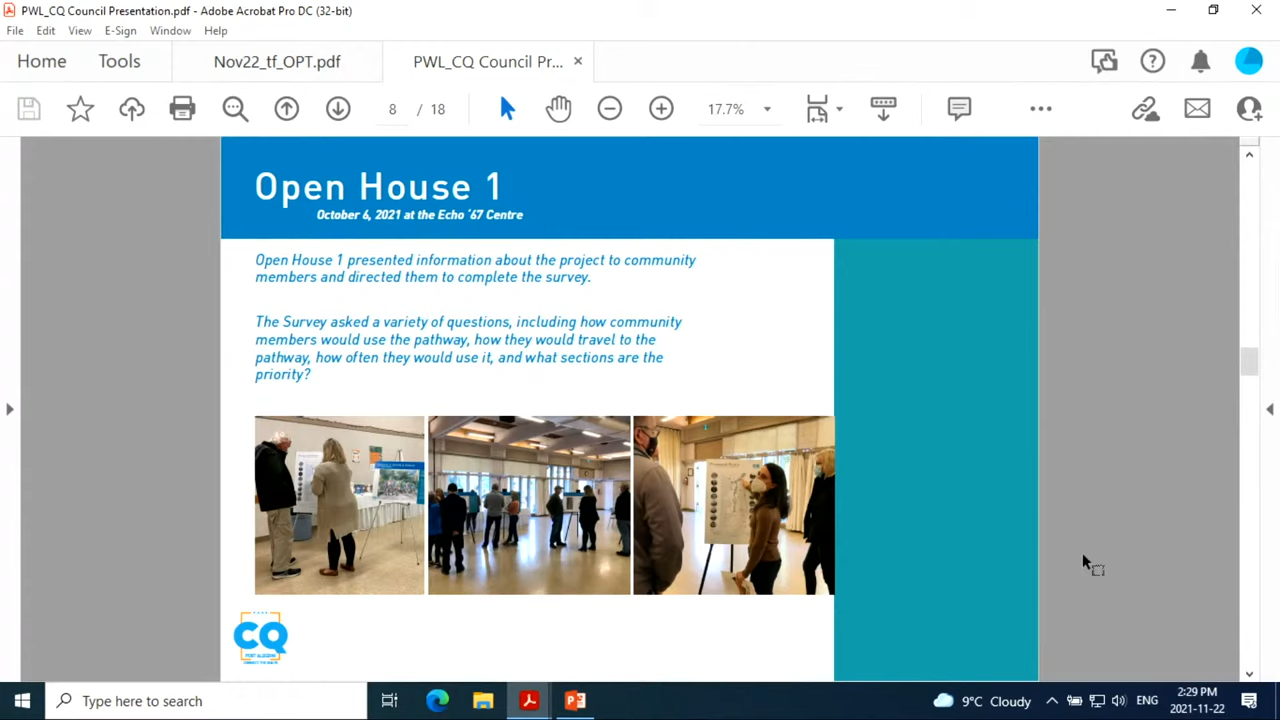 PWL_CQ Council Presentation.pdf - Adobe Acrobat Pro DC (32-bit)
File Edit View E-Sign Window Help
Home Tools Nov22_tf_OPT.pdf PWL_CQ Council Pr... ×
8 / 18 17.7%
Open House 1
October 6, 2021 at the Echo '67 Centre
Open House 1 presented information about the project to community
members and directed them to complete the survey.
The Survey asked a variety of questions, including how community
members would use the pathway, how they would travel to the
pathway, how often they would use it, and what sections are the
priority?
CQ
PORT ALBERNI
CONNECT THE QUAYS
Type here to search
9°C Cloudy
ENG
2:29 PM
2021-11-22